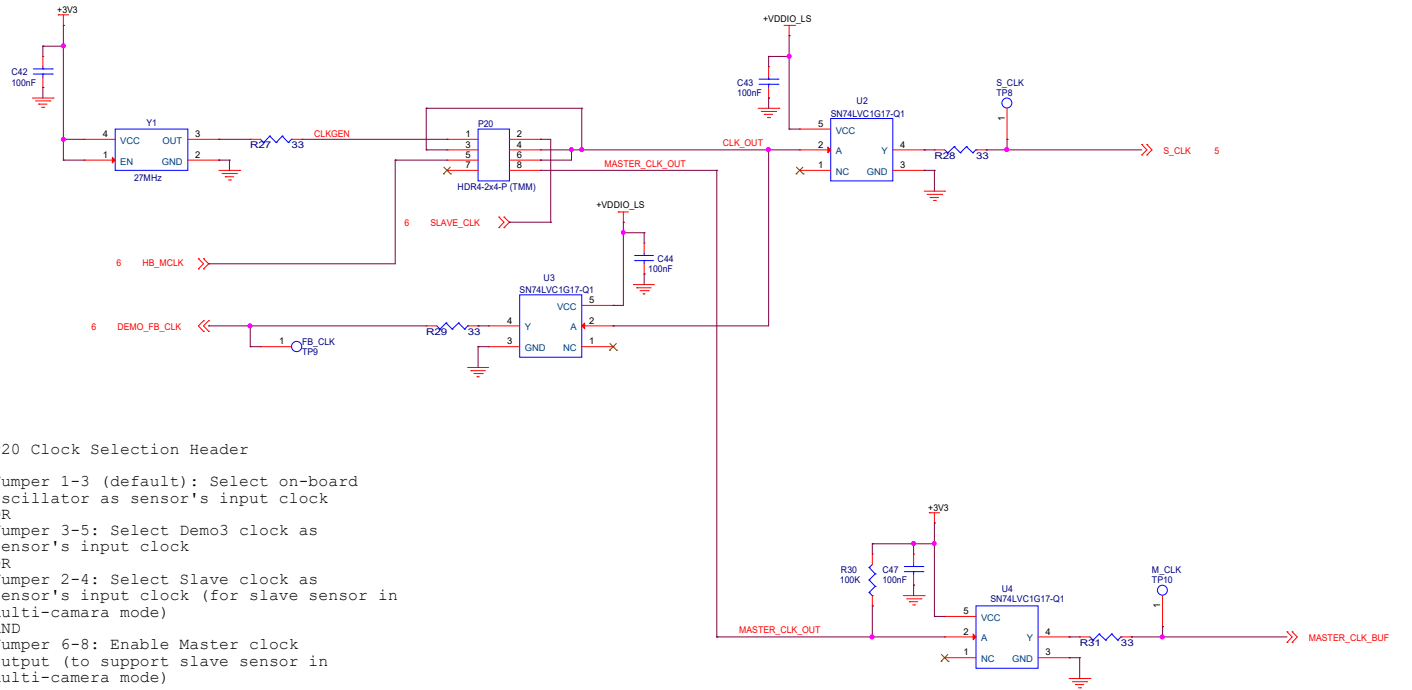 +3V3
C42
100nF
Y1
4 VCC OUT 3
1 EN GND 2
27MHz
R27 33
CLKGEN
P20
1 2
3 4
5 6
7 8
HDR4-2x4-P (TMM)
MASTER_CLK_OUT
CLK_OUT
+VDDIO_LS
C43
100nF
U2
SN74LVC1G17-Q1
5 VCC
2 A Y 4
1 NC GND 3
R28 33
S_CLK
TP8
1
S_CLK 5
6 SLAVE_CLK
6 HB_MCLK
+VDDIO_LS
C44
100nF
U3
SN74LVC1G17-Q1
VCC 5
4 Y A 2
3 GND NC 1
6 DEMO_FB_CLK
R29 33
1 FB_CLK
TP9
20 Clock Selection Header
umper 1-3 (default): Select on-board
scillator as sensor's input clock
R
umper 3-5: Select Demo3 clock as
ensor's input clock
R
umper 2-4: Select Slave clock as
ensor's input clock (for slave sensor in
ulti-camara mode)
ND
umper 6-8: Enable Master clock
utput (to support slave sensor in
ulti-camera mode)
+3V3
R30
100K
C47
100nF
U4
SN74LVC1G17-Q1
MASTER_CLK_OUT
5 VCC
2 A Y 4
1 NC GND 3
R31 33
M_CLK
TP10
1
MASTER_CLK_BUF